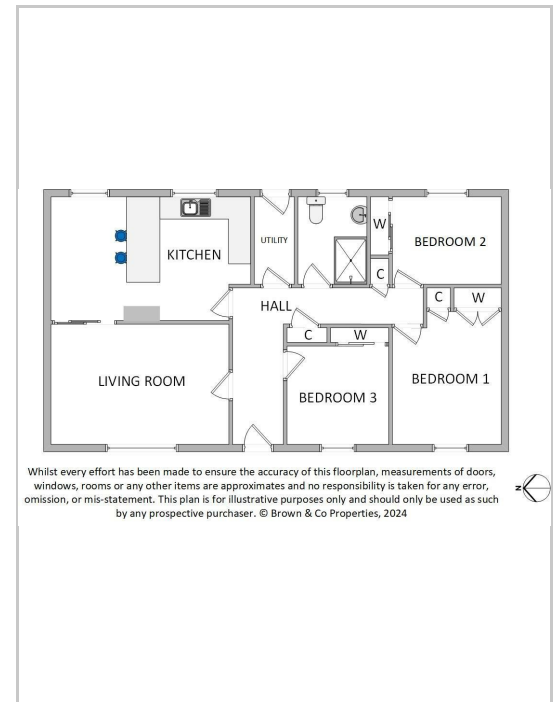 KITCHEN
UTILITY
W
BEDROOM 2
C
HALL
C
W
C
W
LIVING ROOM
BEDROOM 3
BEDROOM 1
Whilst every effort has been made to ensure the accuracy of this floorplan, measurements of doors,
windows, rooms or any other items are approximates and no responsibility is taken for any error,
omission, or mis-statement. This plan is for illustrative purposes only and should only be used as such
by any prospective purchaser. © Brown & Co Properties, 2024
N